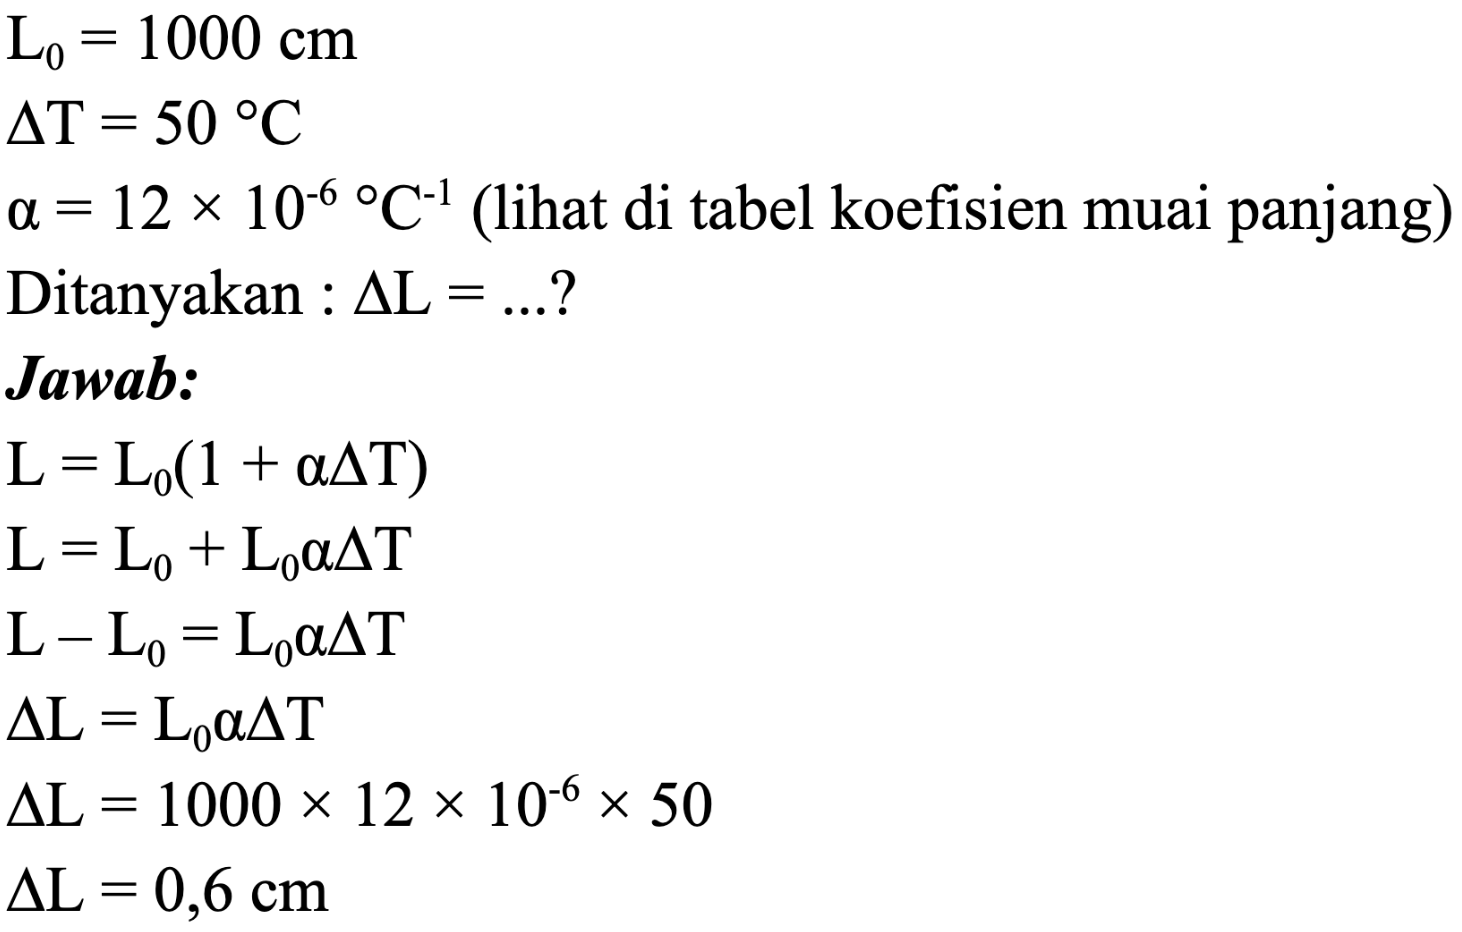 L₀ = 1000 cm
ΔT = 50 °C
α = 12 × 10⁻⁶ °C⁻¹ (lihat di tabel koefisien muai panjang)
Ditanyakan : ΔL = ...?
Jawab:
L = L₀(1 + αΔT)
L = L₀ + L₀αΔT
L – L₀ = L₀αΔT
ΔL = L₀αΔT
ΔL = 1000 × 12 × 10⁻⁶ × 50
ΔL = 0,6 cm